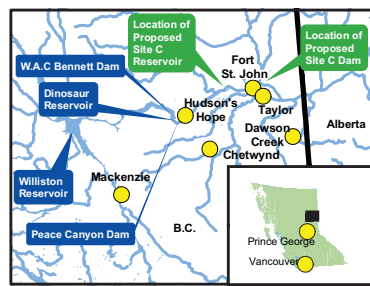 Location of
Proposed
Site C
Reservoir
Location of
Proposed
Site C Dam
Fort
St. John
W.A.C Bennett Dam
Dinosaur
Reservoir
Hudson's
Hope
Taylor
Dawson
Creek
Alberta
Chetwynd
Williston
Reservoir
Mackenzie
B.C.
Peace Canyon Dam
Prince George
Vancouver